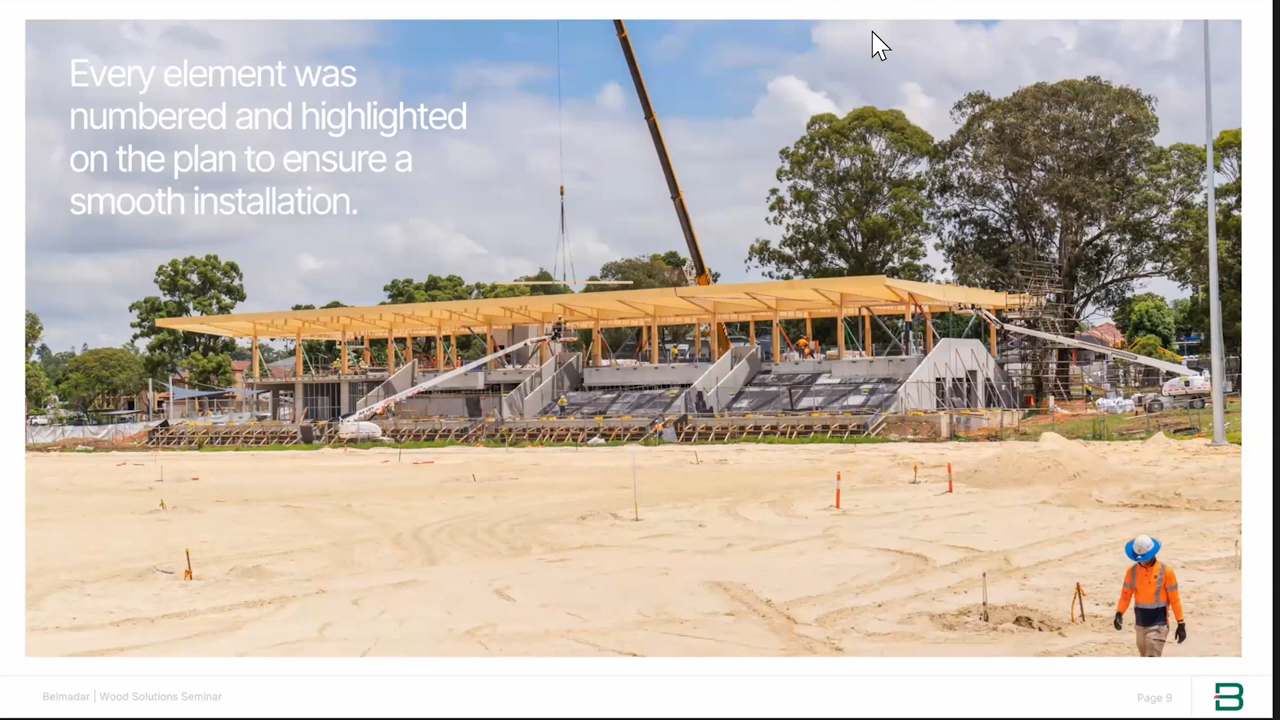 Every element was
numbered and highlighted
on the plan to ensure a
smooth installation.
Belmadar | Wood Solutions Seminar
Page 9
B